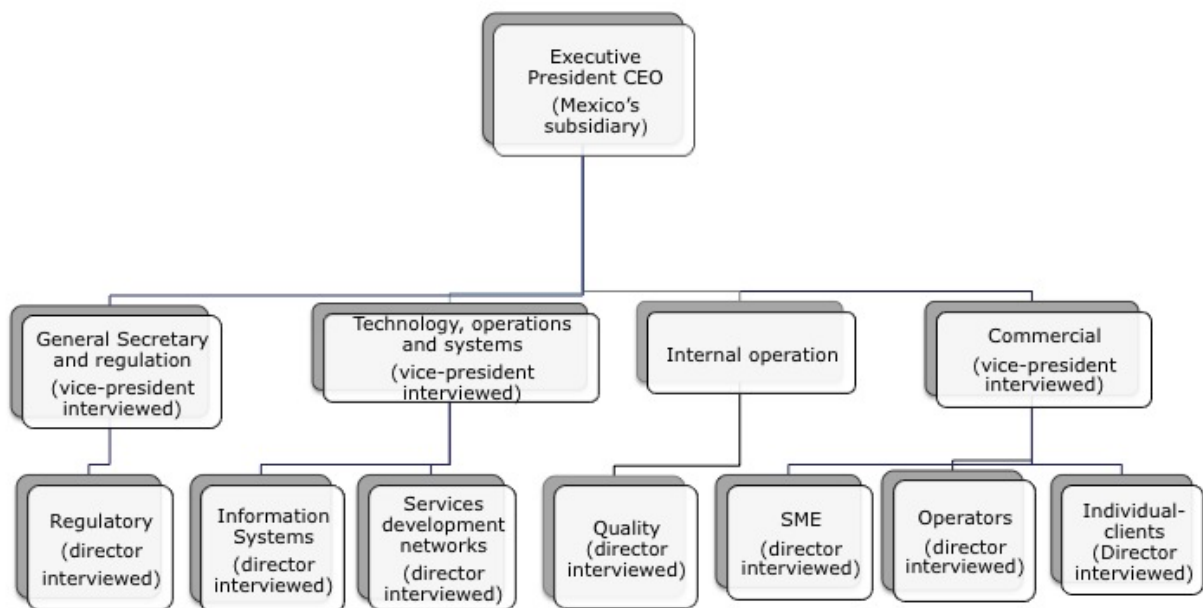 Executive
President CEO
(Mexico's
subsidiary)
General Secretary
and regulation
(vice-president
interviewed)
Technology, operations
and systems
(vice-president
interviewed)
Internal operation
Commercial
(vice-president
interviewed)
Regulatory
(director
interviewed)
Information
Systems
(director
interviewed)
Services
development
networks
(director
interviewed)
Quality
(director
interviewed)
SME
(director
interviewed)
Operators
(director
interviewed)
Individual-
clients
(Director
interviewed)